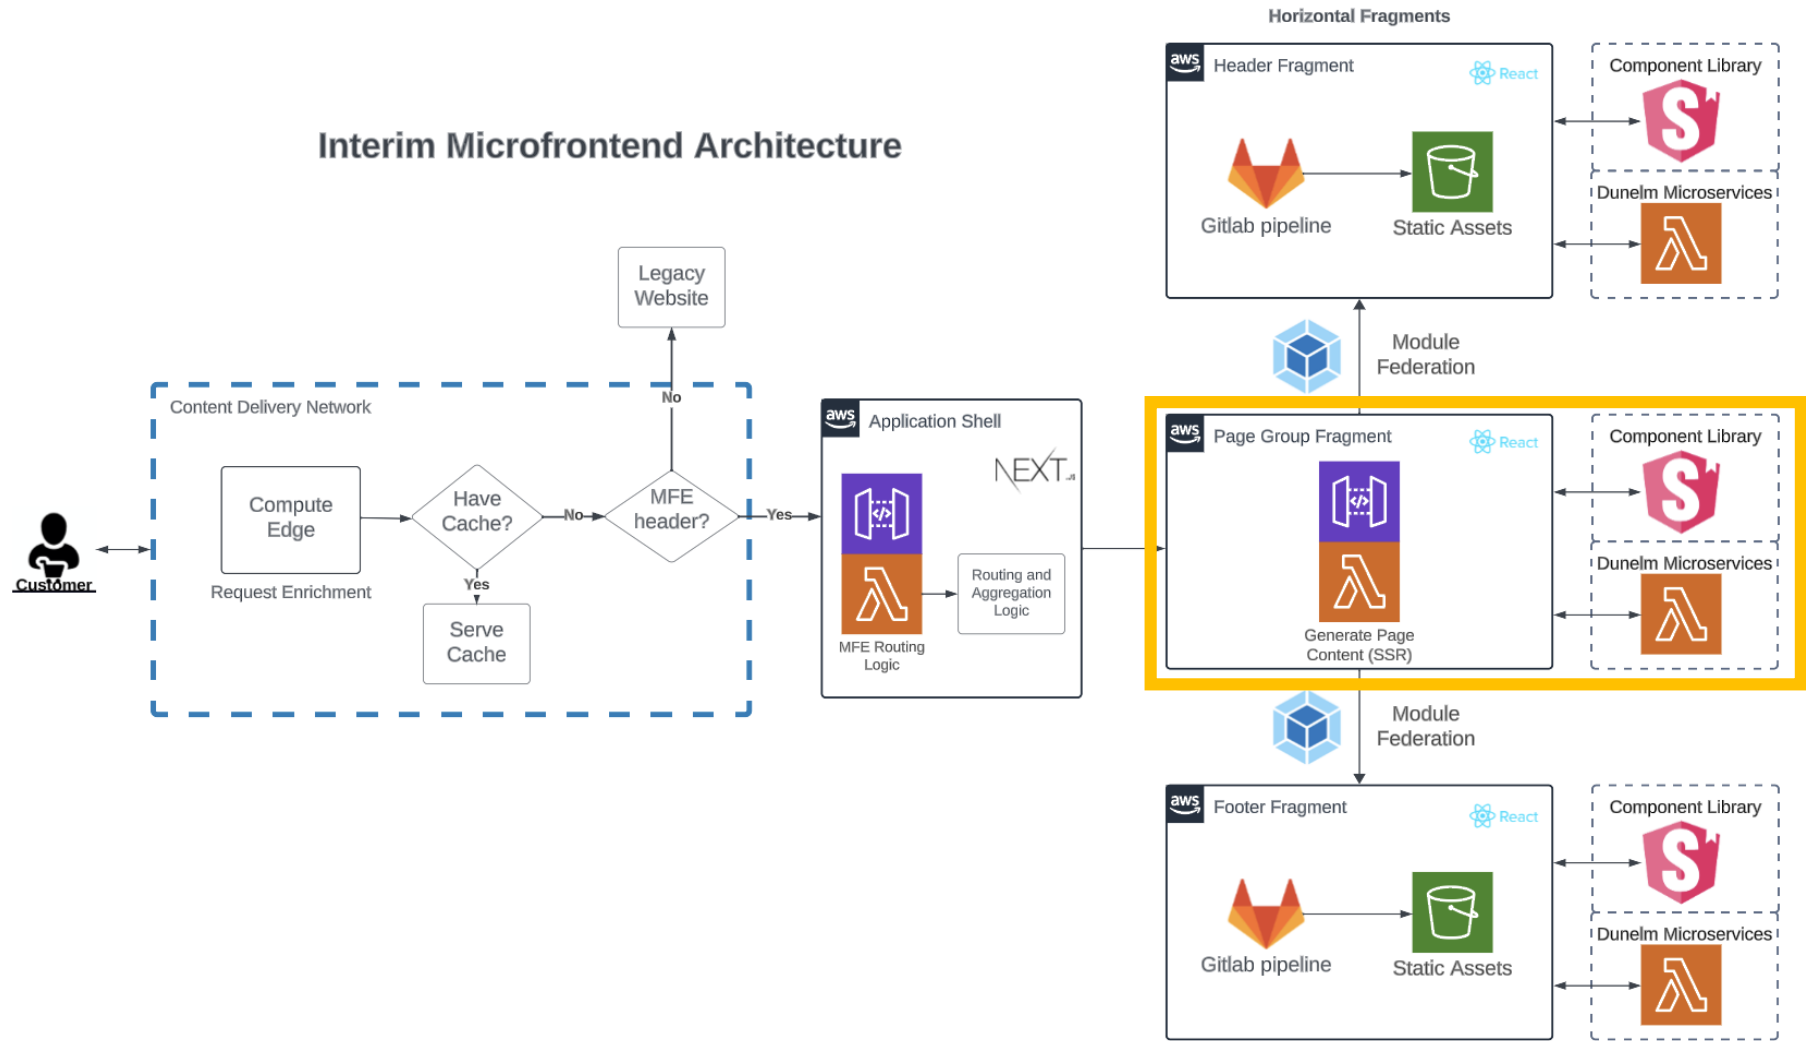 Horizontal Fragments
aws
Header Fragment
React
Component Library
S
Gitlab pipeline
Static Assets
Dunelm Microservices
Interim Microfrontend Architecture
Legacy
Website
Module
Federation
No
Content Delivery Network
Compute
Edge
Request Enrichment
Have
Cache?
No
MFE
header?
Yes
Yes
Serve
Cache
Customer
aws
Application Shell
NEXT.JS
MFE Routing
Logic
Routing and
Aggregation
Logic
aws
Page Group Fragment
React
Generate Page
Content (SSR)
Component Library
S
Dunelm Microservices
Module
Federation
aws
Footer Fragment
React
Gitlab pipeline
Static Assets
Component Library
S
Dunelm Microservices